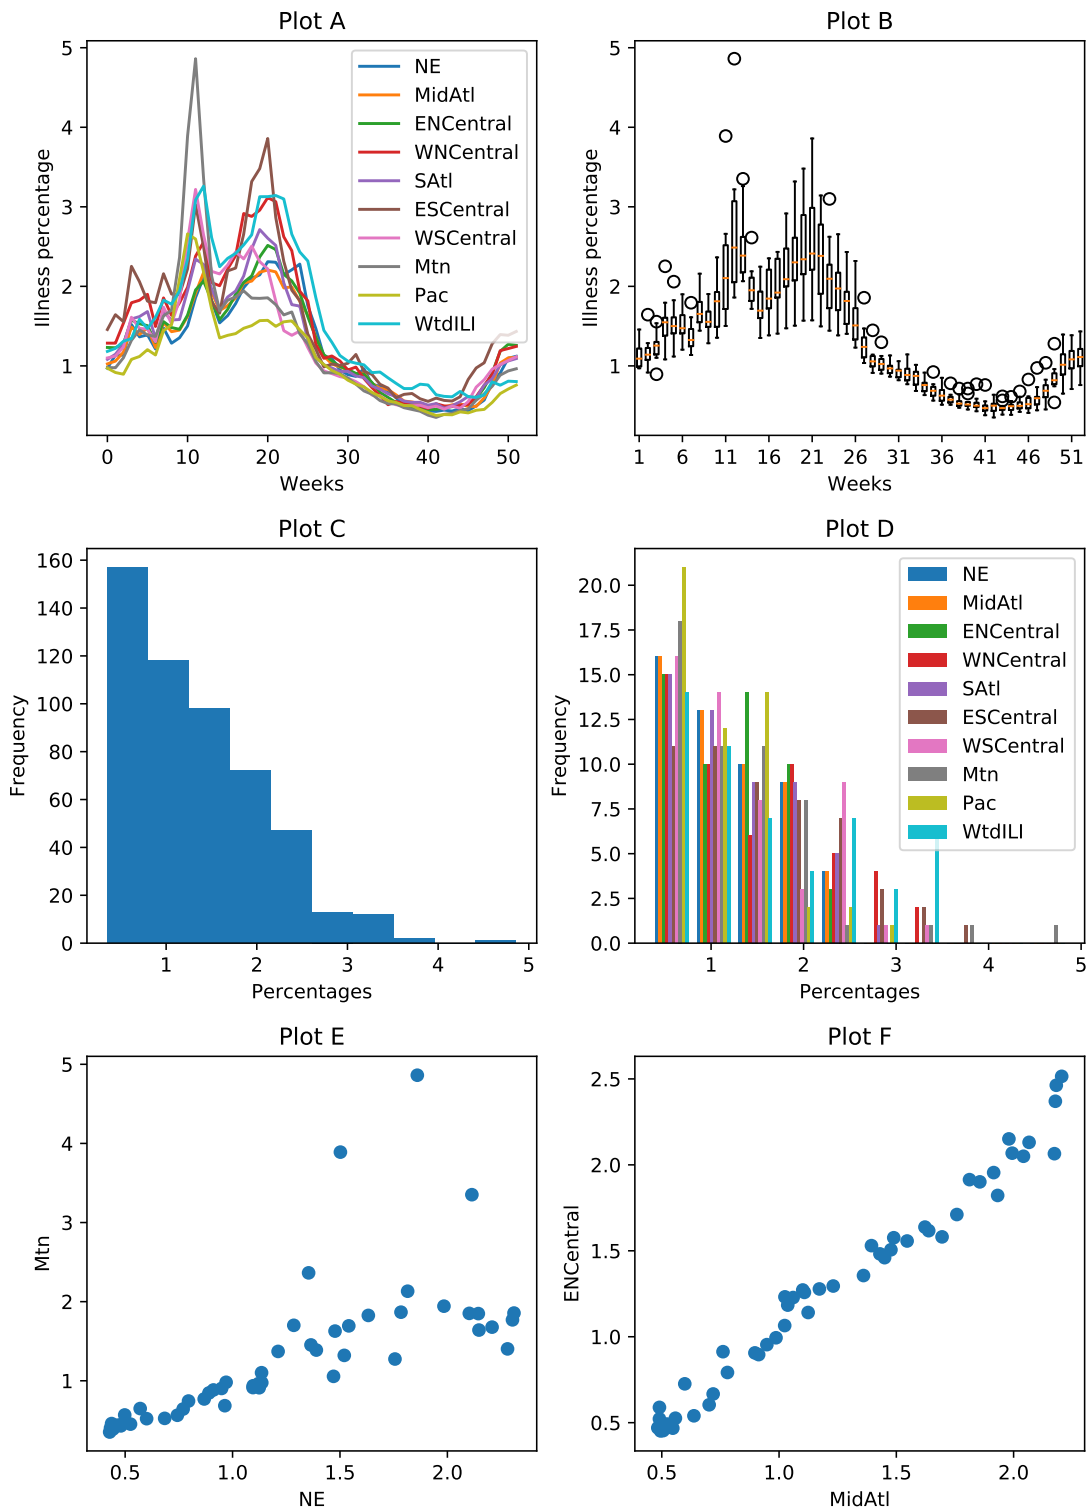 Plot A
Illness percentage
5
4
3
2
1
0 10 20 30 40 50
Weeks
NE
MidAtl
ENCentral
WNCentral
SAtl
ESCentral
WSCentral
Mtn
Pac
WtdILI
Plot B
Illness percentage
5
4
3
2
1
1 6 11 16 21 26 31 36 41 46 51
Weeks
Plot C
Frequency
160
140
120
100
80
60
40
20
0
1 2 3 4 5
Percentages
Plot D
Frequency
20.0
17.5
15.0
12.5
10.0
7.5
5.0
2.5
0.0
1 2 3 4 5
Percentages
NE
MidAtl
ENCentral
WNCentral
SAtl
ESCentral
WSCentral
Mtn
Pac
WtdILI
Plot E
Mtn
5
4
3
2
1
0.5 1.0 1.5 2.0
NE
Plot F
ENCentral
2.5
2.0
1.5
1.0
0.5
0.5 1.0 1.5 2.0
MidAtl